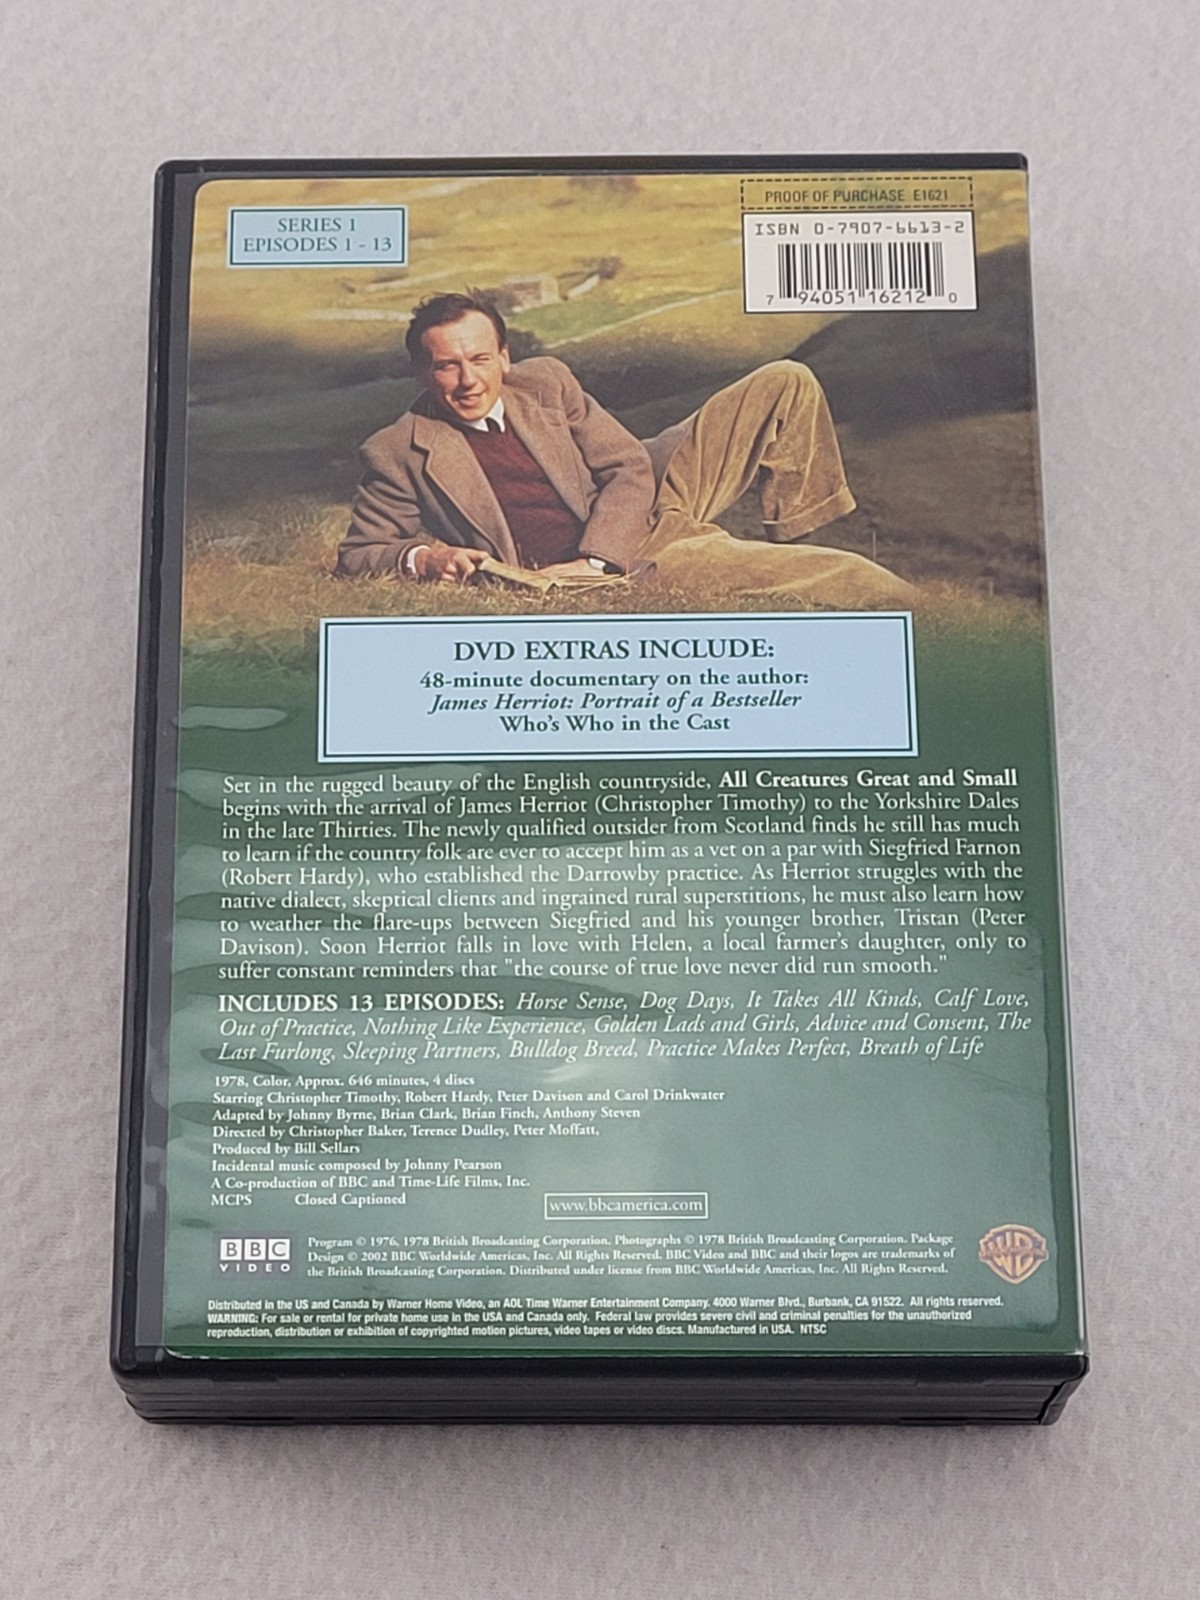 SERIES 1
EPISODES 1 - 13
PROOF OF PURCHASE E1621
ISBN 0-7907-6613-2
7 94051 16212 0
DVD EXTRAS INCLUDE:
48-minute documentary on the author:
James Herriot: Portrait of a Bestseller
Who's Who in the Cast
Set in the rugged beauty of the English countryside, All Creatures Great and Small
begins with the arrival of James Herriot (Christopher Timothy) to the Yorkshire Dales
in the late Thirties. The newly qualified outsider from Scotland finds he still has much
to learn if the country folk are ever to accept him as a vet on a par with Siegfried Farnon
(Robert Hardy), who established the Darrowby practice. As Herriot struggles with the
native dialect, skeptical clients and ingrained rural superstitions, he must also learn how
to weather the flare-ups between Siegfried and his younger brother, Tristan (Peter
Davison). Soon Herriot falls in love with Helen, a local farmer's daughter, only to
suffer constant reminders that "the course of true love never did run smooth."
INCLUDES 13 EPISODES: Horse Sense, Dog Days, It Takes All Kinds, Calf Love,
Out of Practice, Nothing Like Experience, Golden Lads and Girls, Advice and Consent, The
Last Furlong, Sleeping Partners, Bulldog Breed, Practice Makes Perfect, Breath of Life
1978, Color, Approx. 646 minutes, 4 discs
Starring Christopher Timothy, Robert Hardy, Peter Davison and Carol Drinkwater
Adapted by Johnny Byrne, Brian Clark, Brian Finch, Anthony Steven
Directed by Christopher Baker, Terence Dudley, Peter Moffatt,
Produced by Bill Sellars
Incidental music composed by Johnny Pearson
A Co-production of BBC and Time-Life Films, Inc.
MCPS Closed Captioned
www.bbcamerica.com
BBC
VIDEO
Program © 1976, 1978 British Broadcasting Corporation. Photographs © 1978 British Broadcasting Corporation. Package
Design © 2002 BBC Worldwide Americas, Inc. All Rights Reserved. BBC Video and BBC and their logos are trademarks of
the British Broadcasting Corporation. Distributed under license from BBC Worldwide Americas, Inc. All Rights Reserved.
WB
Distributed in the US and Canada by Warner Home Video, an AOL Time Warner Entertainment Company. 4000 Warner Blvd., Burbank, CA 91522. All rights reserved.
WARNING: For sale or rental for private home use in the USA and Canada only. Federal law provides severe civil and criminal penalties for the unauthorized
reproduction, distribution or exhibition of copyrighted motion pictures, video tapes or video discs. Manufactured in USA. NTSC